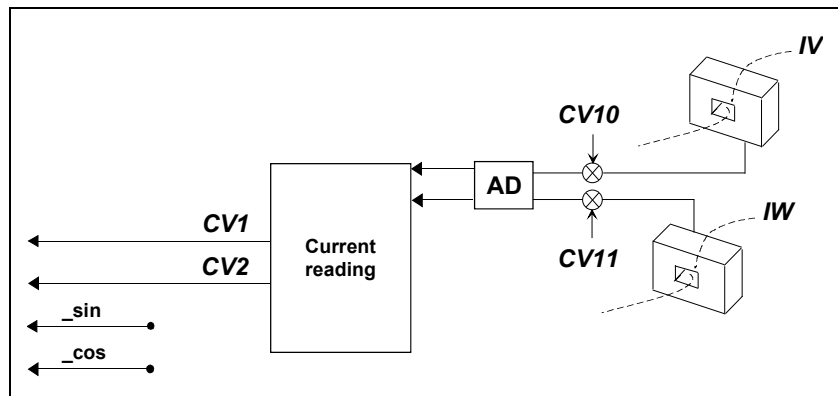 IV
CV10
AD
CV1
Current
reading
IW
CV2
CV11
_sin
_cos